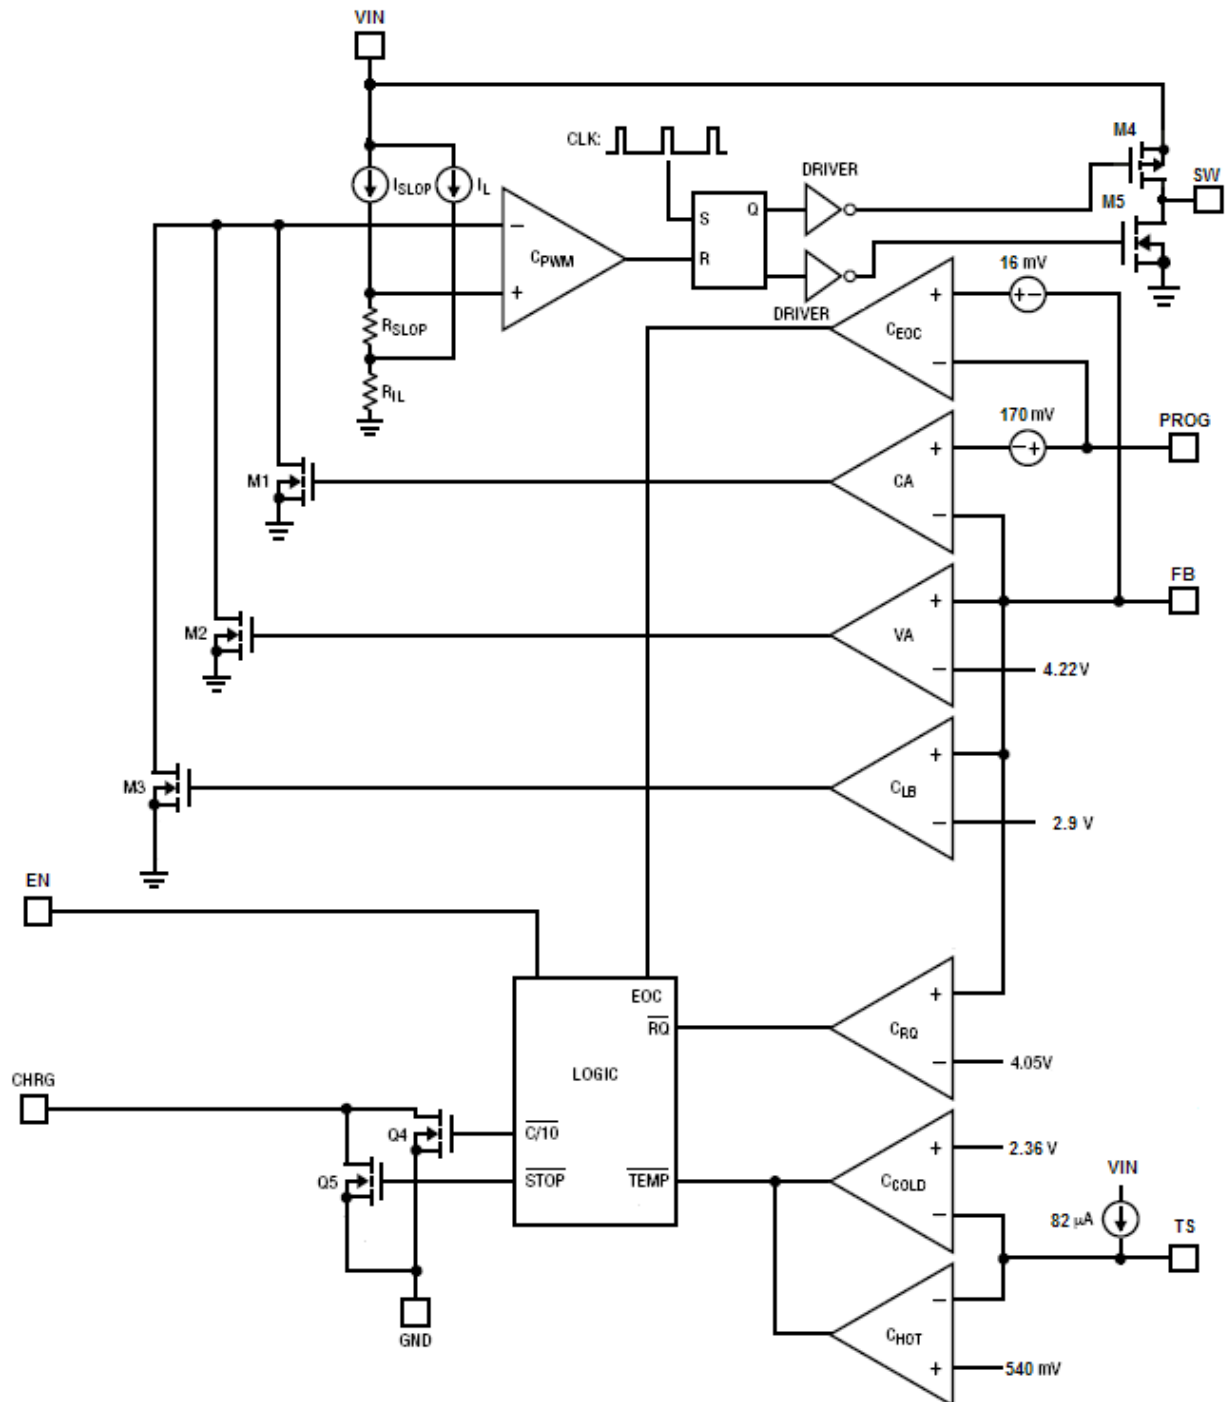 VIN
CLK:
DRIVER
M4
SW
M5
ISLOP
IL
S
Q
R
−
CPWM
+
DRIVER
16 mV
+−
+
CEOC
−
RSLOP
RIL
170 mV
−+
PROG
+
CA
−
M1
FB
+
VA
−
4.22V
M2
+
CLB
−
2.9 V
M3
EN
EOC
RQ
+
CRQ
−
4.05V
LOGIC
CHRG
Q4
C/10
+
2.36 V
VIN
Q5
STOP
TEMP
CCOLD
−
82 µA
TS
GND
−
CHOT
+
540 mV